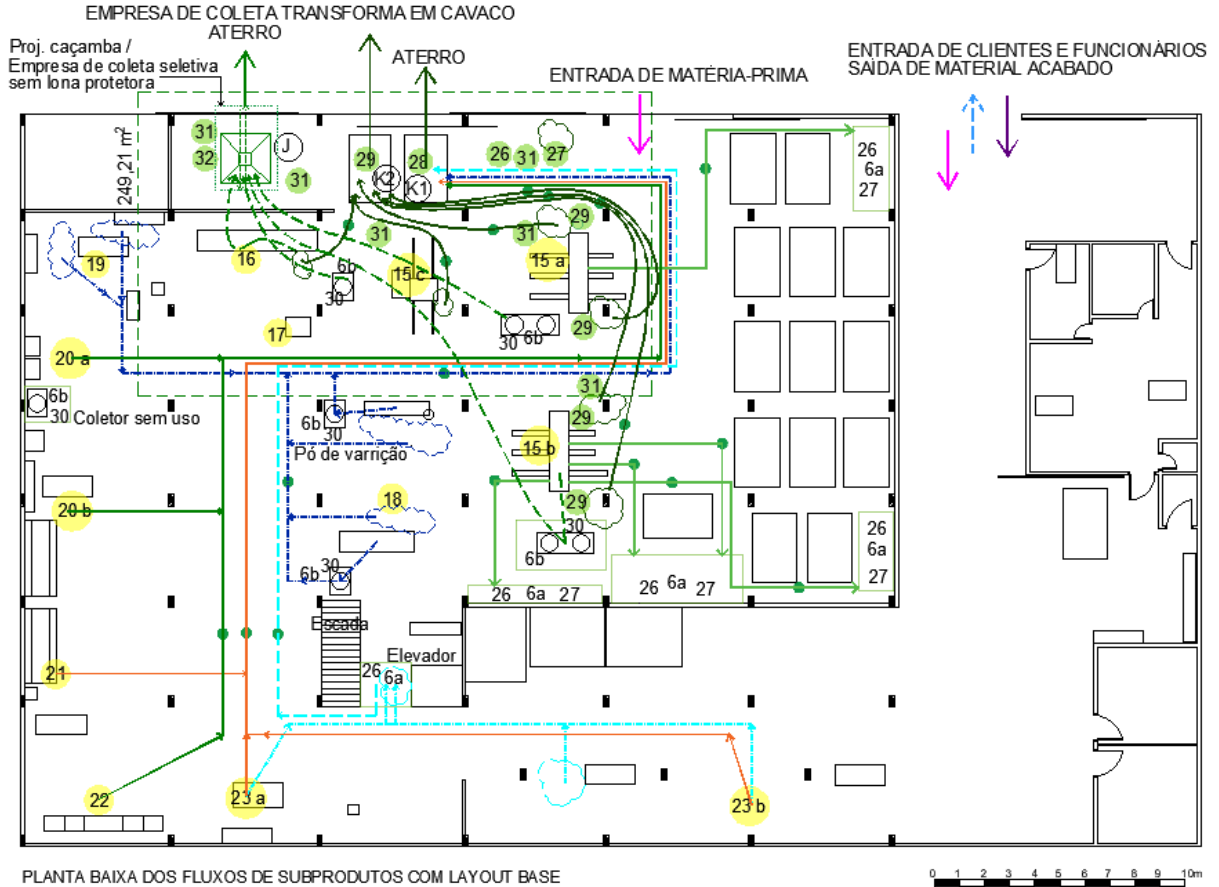 EMPRESA DE COLETA TRANSFORMA EM CAVACO
ATERRO
Proj. caçamba /
Empresa de coleta seletiva
sem lona protetora
ATERRO
ENTRADA DE MATÉRIA-PRIMA
ENTRADA DE CLIENTES E FUNCIONÁRIOS
SAÍDA DE MATERIAL ACABADO
249,21 m²
31
32
J
31
29
28
K2
K1
26
31
27
26
6a
27
31
29
31
19
16
6b
30
15 c
15 a
29
17
30
6b
20 a
6b
30
Coletor sem uso
31
29
6b
30
Pó de varrição
15 b
20 b
18
29
30
6b
30
6b
26
6a
27
26 6a 27
26 6a 27
Escada
Elevador
26
6a
21
22
23 a
23 b
PLANTA BAIXA DOS FLUXOS DE SUBPRODUTOS COM LAYOUT BASE
0 1 2 3 4 5 6 7 8 9 10m